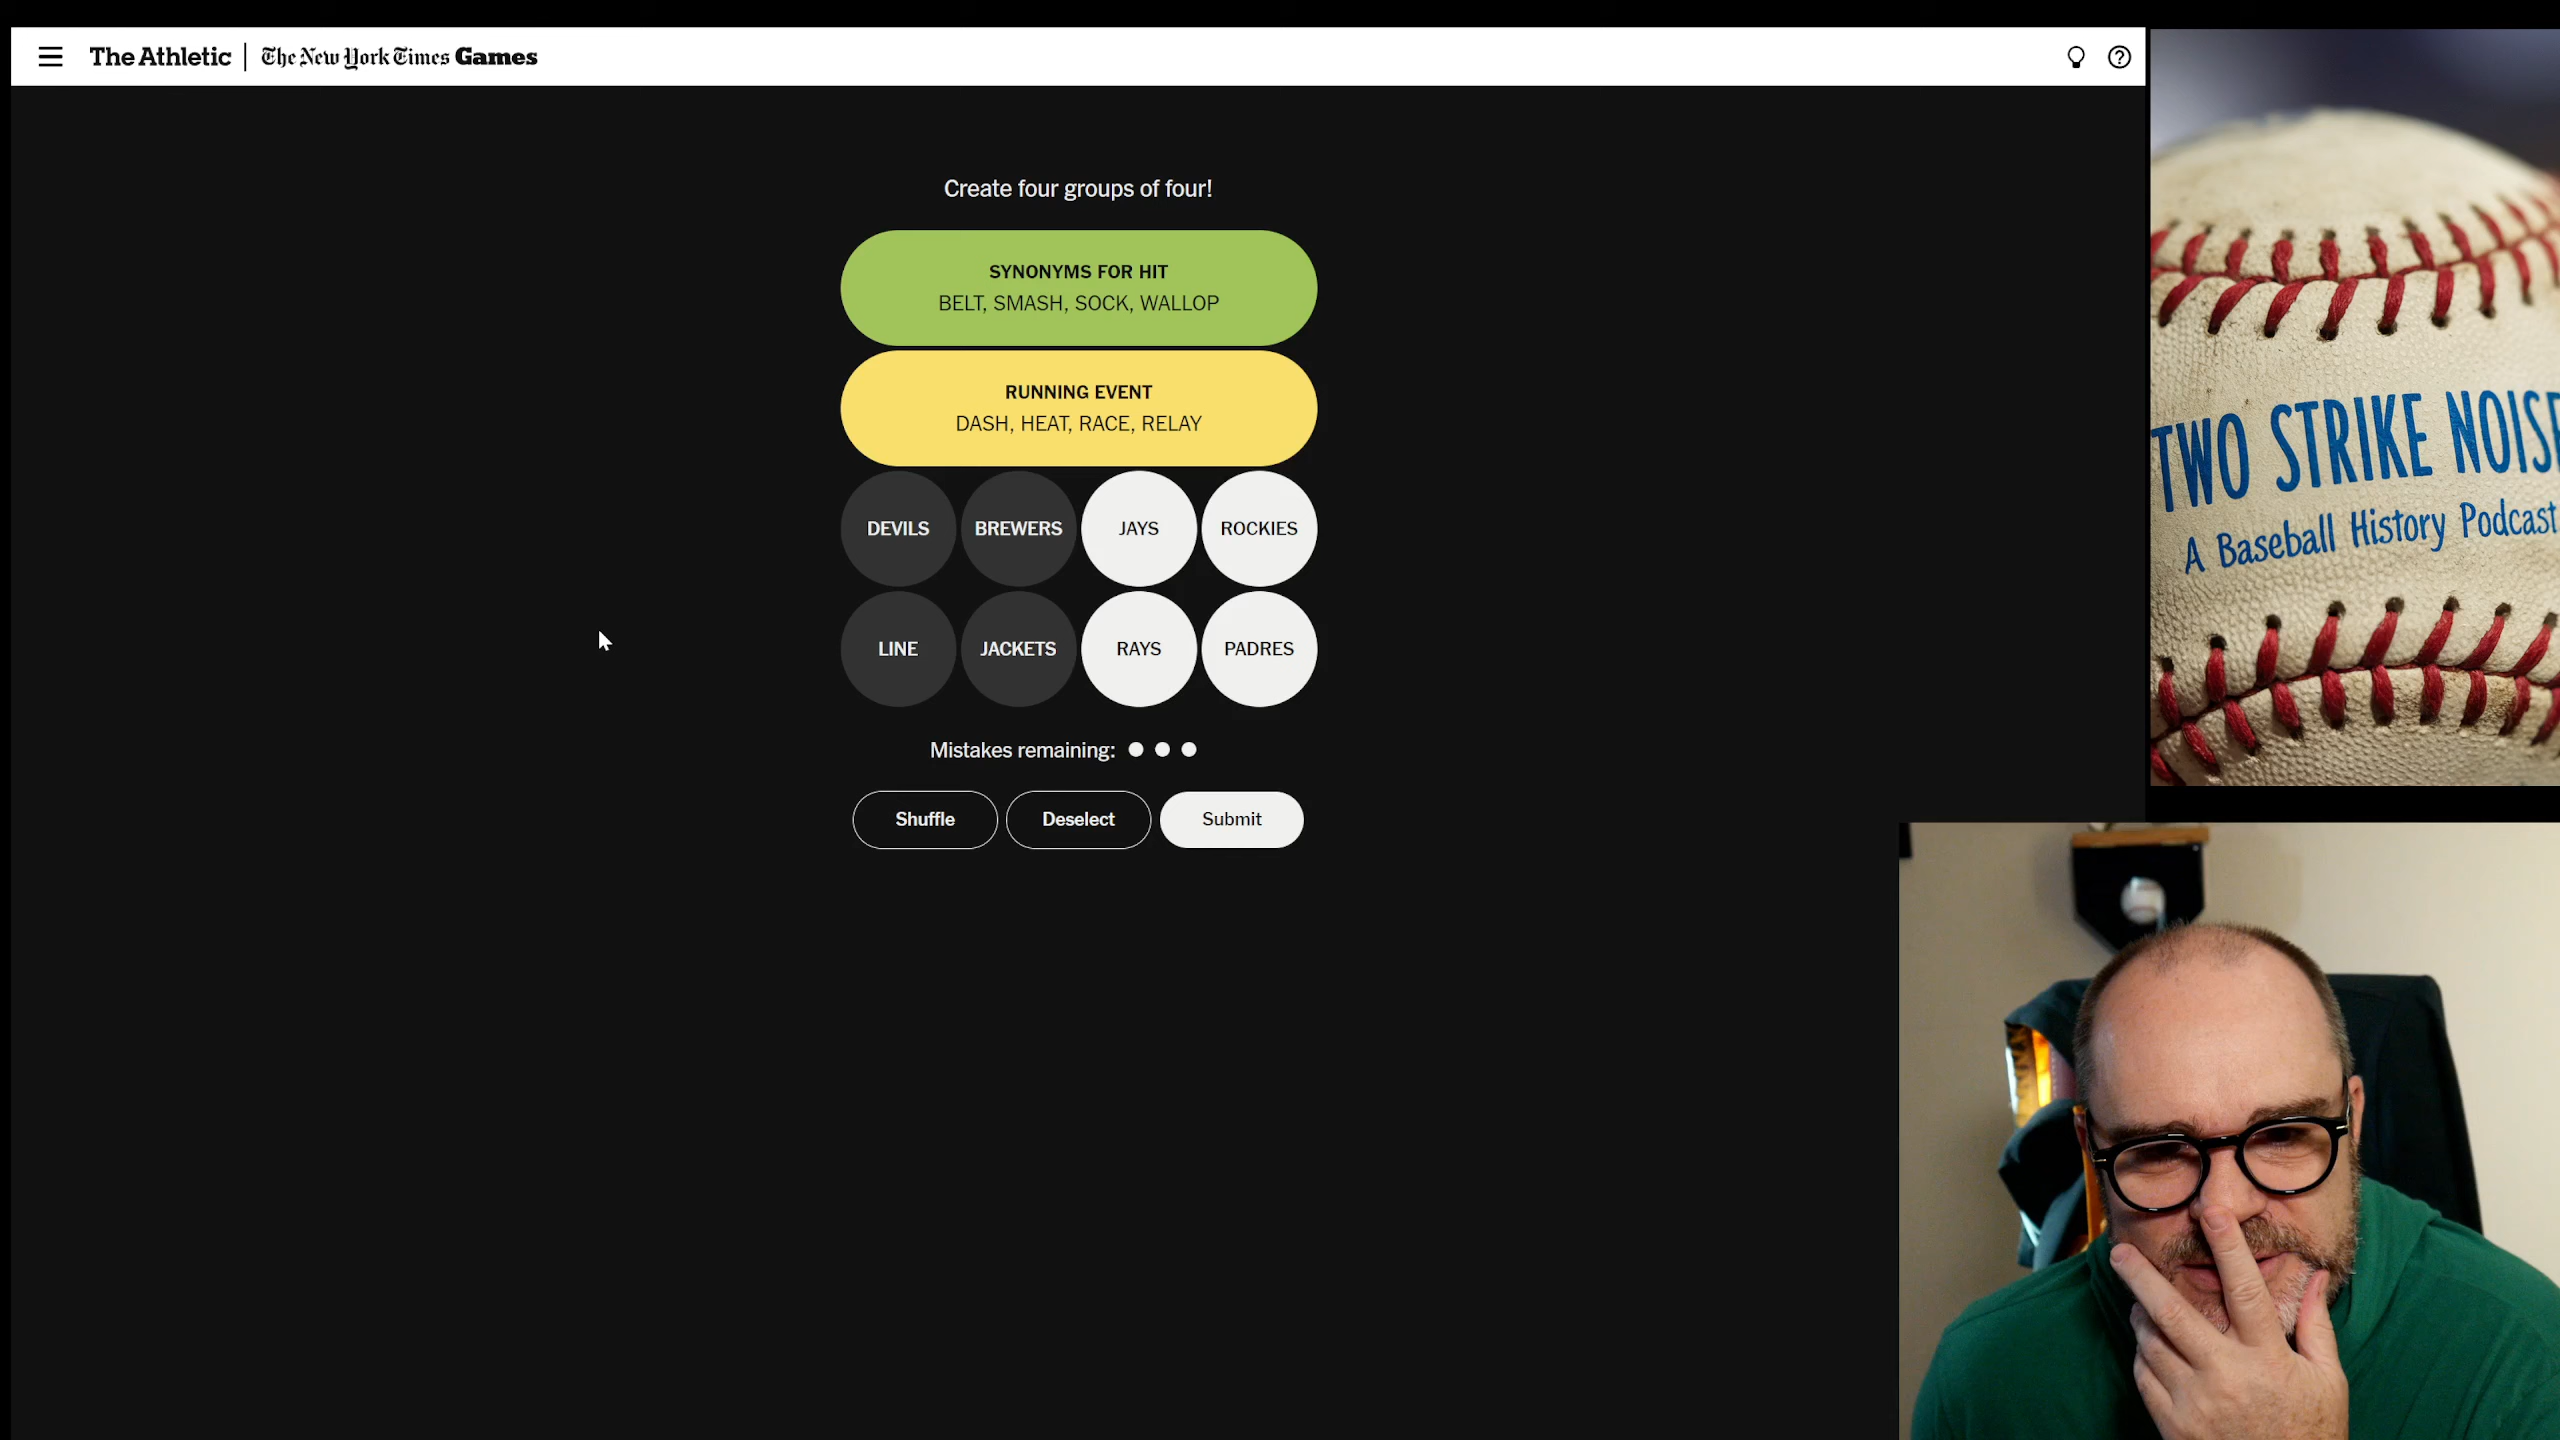 The Athletic | The New York Times Games
Create four groups of four!
SYNONYMS FOR HIT
BELT, SMASH, SOCK, WALLOP
RUNNING EVENT
DASH, HEAT, RACE, RELAY
DEVILS BREWERS JAYS ROCKIES
LINE JACKETS RAYS PADRES
Mistakes remaining:
Shuffle Deselect Submit
TWO STRIKE NOISE
A Baseball History Podcast